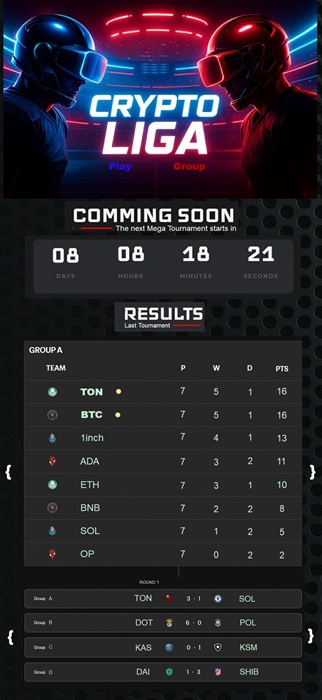 CRYPTO
LIGA
Play Group
COMMING SOON
The next Mega Tournament starts in
08 08 18 21
DAYS HOURS MINUTES SECONDS
RESULTS
Last Tournament
GROUP A
TEAM P W D PTS
TON 7 5 1 16
BTC 7 5 1 16
1inch 7 4 1 13
ADA 7 3 2 11
ETH 7 3 1 10
BNB 7 2 2 8
SOL 7 1 2 5
OP 7 0 2 2
{ }
ROUND 1
Group A TON 3 - 1 SOL
Group B DOT 6 - 0 POL
{ }
Group C KAS 0 - 1 KSM
Group D DAI 1 - 3 SHIB